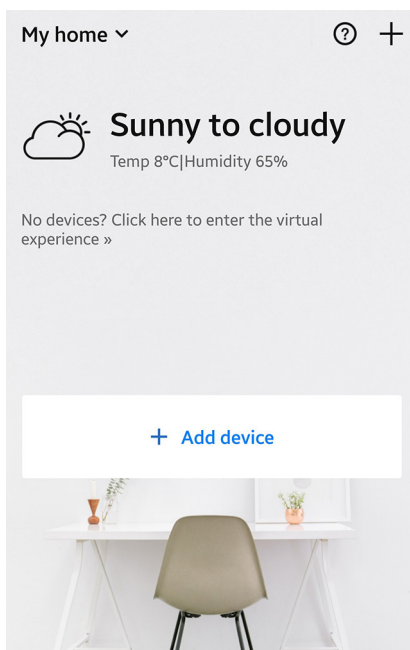 My home
Sunny to cloudy
Temp 8°C|Humidity 65%
No devices? Click here to enter the virtual
experience »
+ Add device